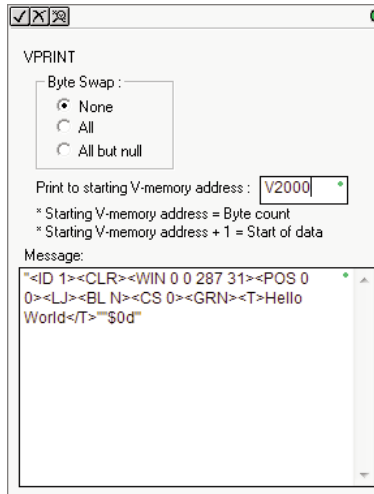 VPRINT
Byte Swap :
None
All
All but null
Print to starting V-memory address : V2000
* Starting V-memory address = Byte count
* Starting V-memory address + 1 = Start of data
Message:
"<ID 1><CLR><WIN 0 0 287 31><POS 0
0><LJ><BL N><CS 0><GRN><T>Hello
World</T>""$0d"